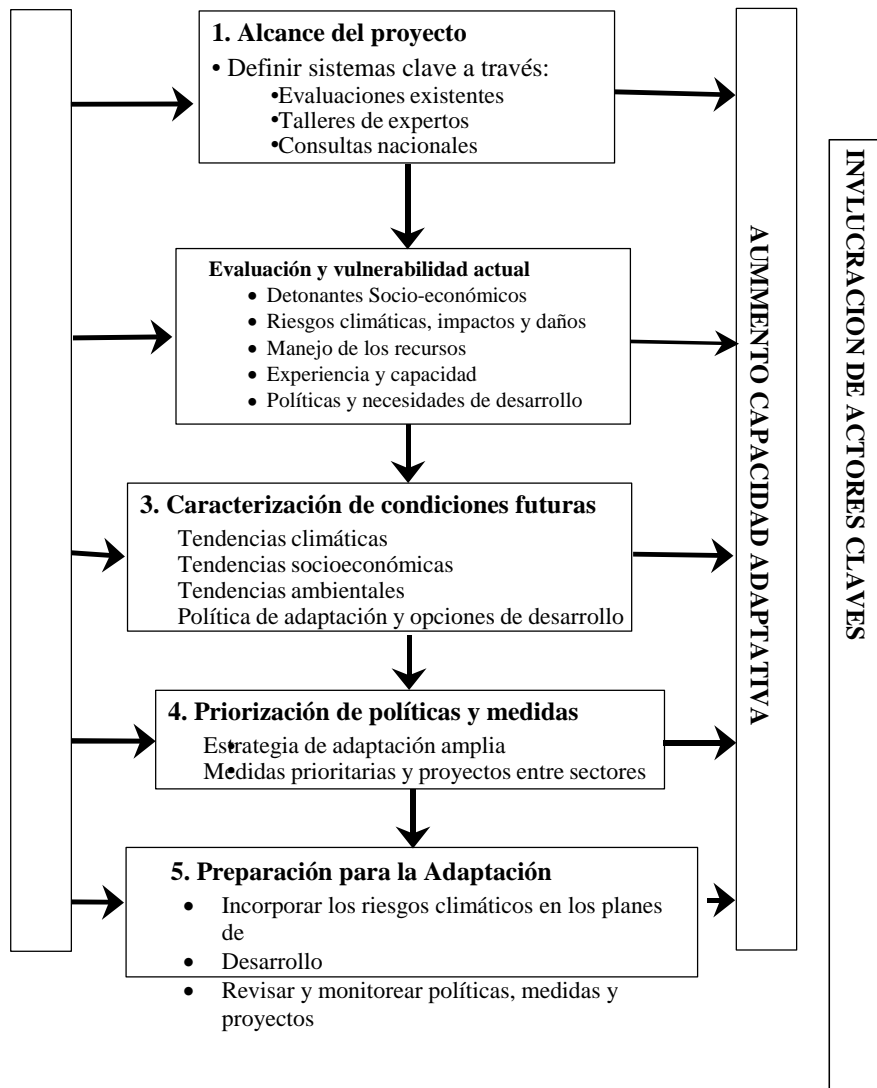 1. Alcance del proyecto
• Definir sistemas clave a través:
•Evaluaciones existentes
•Talleres de expertos
•Consultas nacionales
Evaluación y vulnerabilidad actual
• Detonantes Socio-económicos
• Riesgos climáticas, impactos y daños
• Manejo de los recursos
• Experiencia y capacidad
• Políticas y necesidades de desarrollo
3. Caracterización de condiciones futuras
Tendencias climáticas
Tendencias socioeconómicas
Tendencias ambientales
Política de adaptación y opciones de desarrollo
4. Priorización de políticas y medidas
Estrategia de adaptación amplia
Medidas prioritarias y proyectos entre sectores
5. Preparación para la Adaptación
• Incorporar los riesgos climáticos en los planes
de
• Desarrollo
• Revisar y monitorear políticas, medidas y
proyectos
AUMMENTO CAPACIDAD ADAPTATIVA
INVLUCRACION DE ACTORES CLAVES